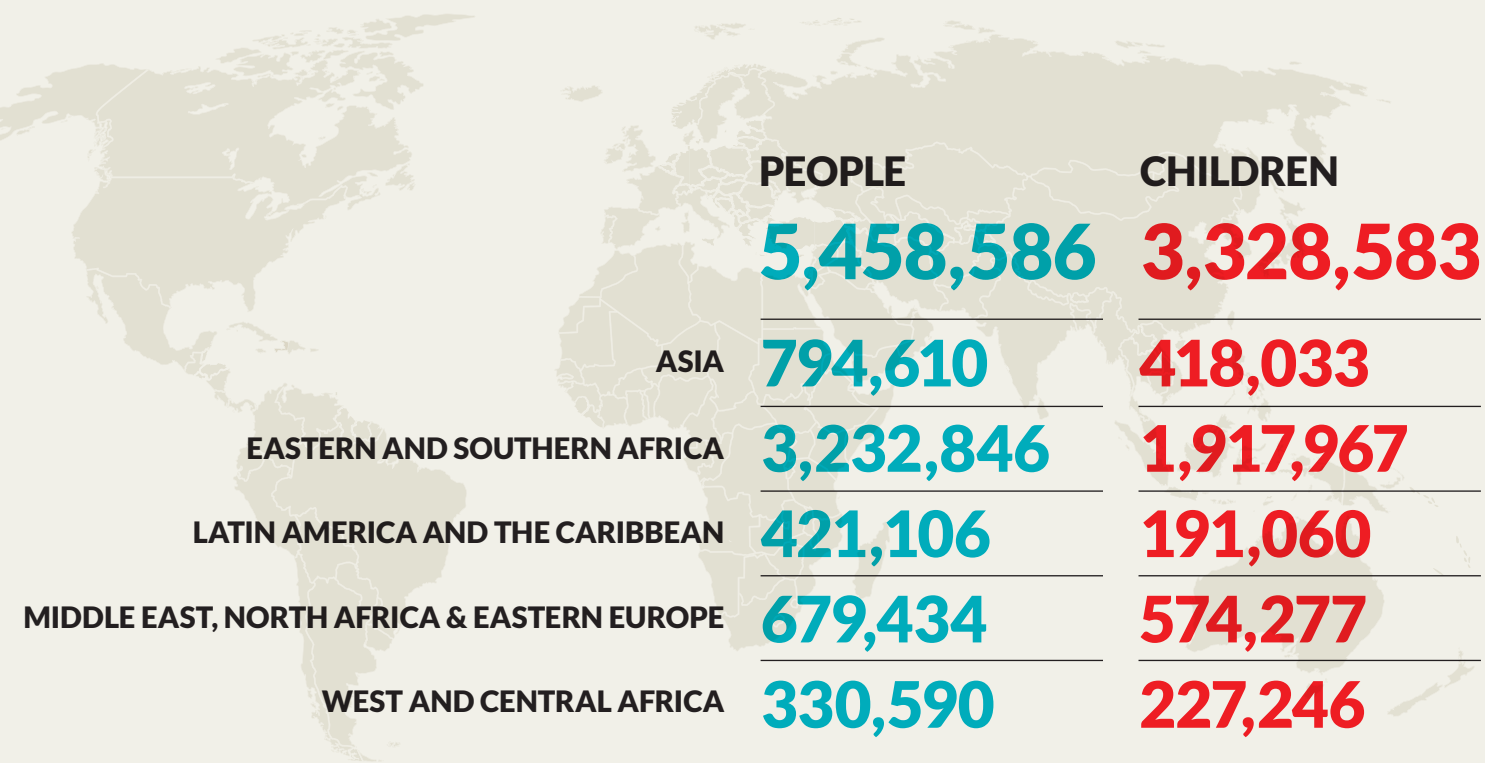 PEOPLE CHILDREN
5,458,586 3,328,583
ASIA 794,610 418,033
EASTERN AND SOUTHERN AFRICA 3,232,846 1,917,967
LATIN AMERICA AND THE CARIBBEAN 421,106 191,060
MIDDLE EAST, NORTH AFRICA & EASTERN EUROPE 679,434 574,277
WEST AND CENTRAL AFRICA 330,590 227,246